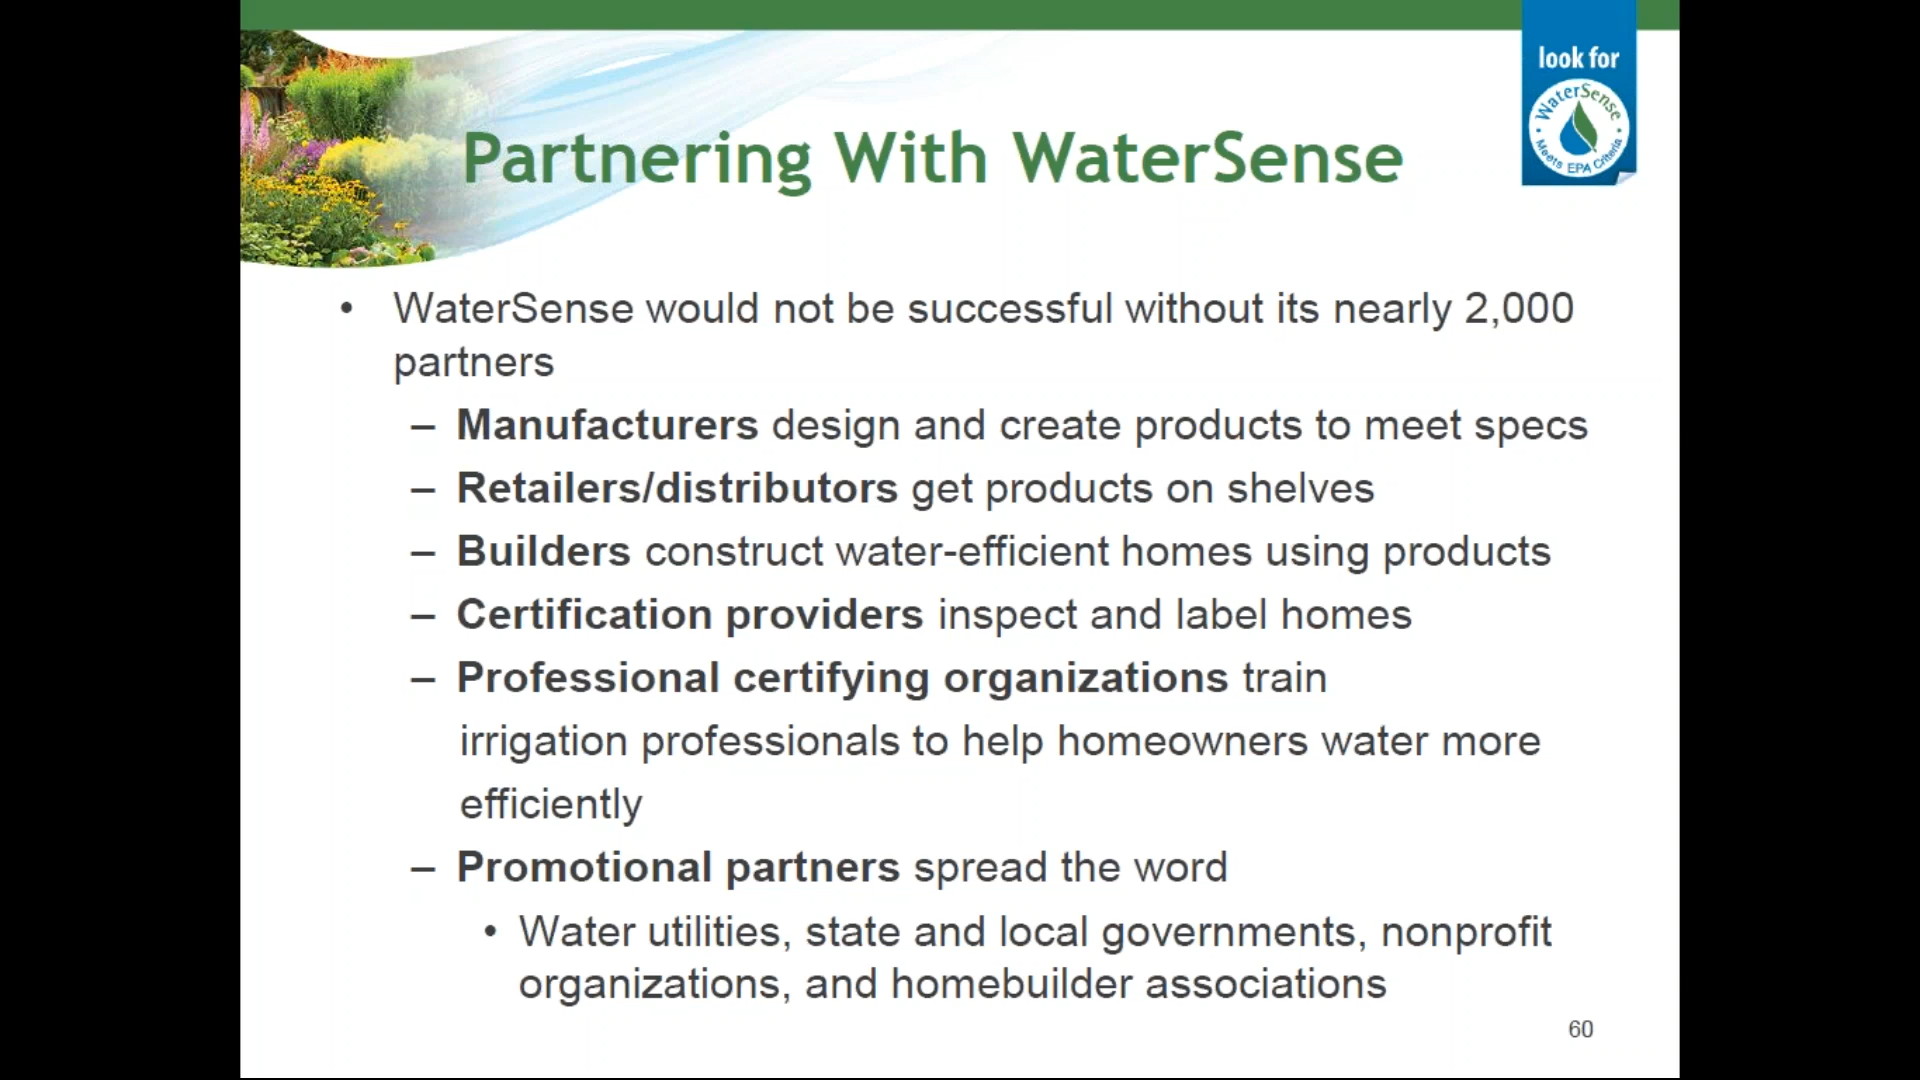 look for
WaterSense
Meets EPA Criteria
Partnering With WaterSense
• WaterSense would not be successful without its nearly 2,000
partners
– Manufacturers design and create products to meet specs
– Retailers/distributors get products on shelves
– Builders construct water-efficient homes using products
– Certification providers inspect and label homes
– Professional certifying organizations train
irrigation professionals to help homeowners water more
efficiently
– Promotional partners spread the word
• Water utilities, state and local governments, nonprofit
organizations, and homebuilder associations
60